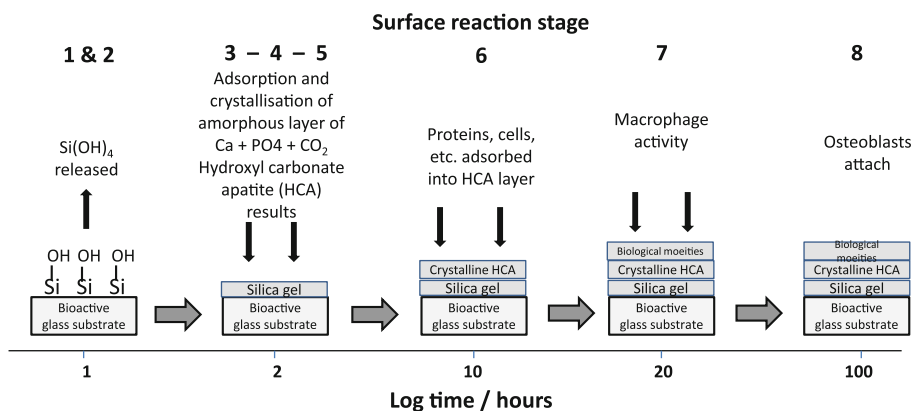 Surface reaction stage
1 & 2
3 – 4 – 5
6
7
8
Si(OH)4
released
Adsorption and
crystallisation of
amorphous layer of
Ca + PO4 + CO2
Hydroxyl carbonate
apatite (HCA)
results
Proteins, cells,
etc. adsorbed
into HCA layer
Macrophage
activity
Osteoblasts
attach
OH OH OH
Si Si Si
Bioactive
glass substrate
Silica gel
Bioactive
glass substrate
Crystalline HCA
Silica gel
Bioactive
glass substrate
Biological moeities
Crystalline HCA
Silica gel
Bioactive
glass substrate
Biological
moeities
Crystalline HCA
Silica gel
Bioactive
glass substrate
1
2
10
20
100
Log time / hours